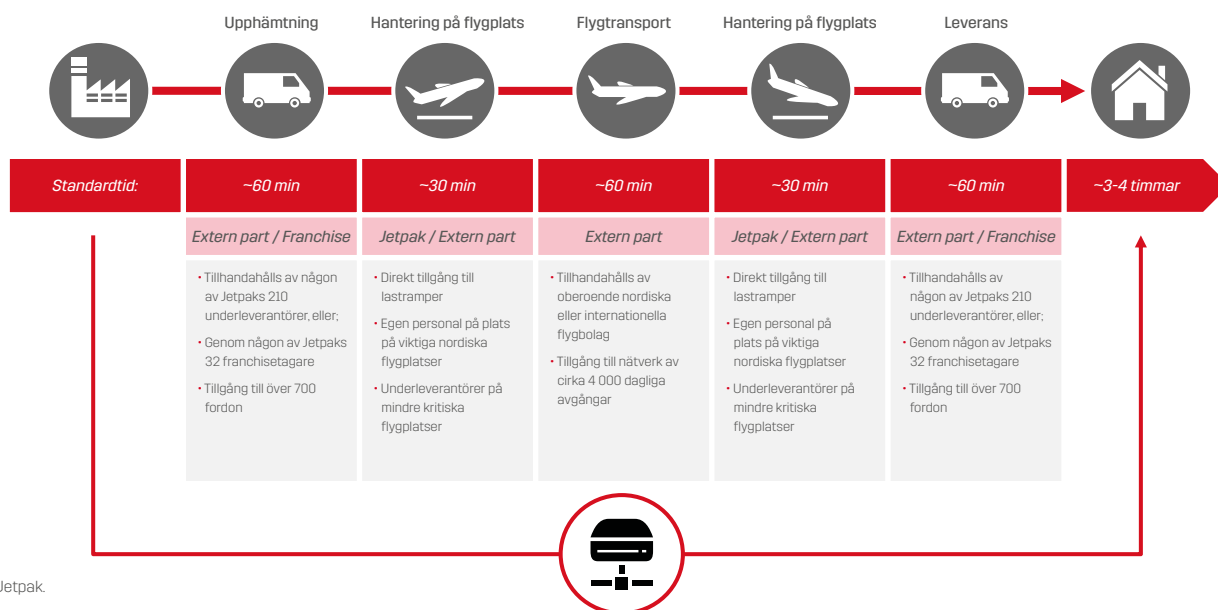 Upphämtning
Hantering på flygplats
Flygtransport
Hantering på flygplats
Leverans
Standardtid:
~60 min
~30 min
~60 min
~30 min
~60 min
~3-4 timmar
Extern part / Franchise
Jetpak / Extern part
Extern part
Jetpak / Extern part
Extern part / Franchise
• Tillhandahålls av någon
av Jetpaks 210
underleverantörer, eller;
• Genom någon av Jetpaks
32 franchisetagare
• Tillgång till över 700
fordon
• Direkt tillgång till
lastramper
• Egen personal på plats
på viktiga nordiska
flygplatser
• Underleverantörer på
mindre kritiska
flygplatser
• Tillhandahålls av
oberoende nordiska
eller internationella
flygbolag
• Tillgång till nätverk av
cirka 4 000 dagliga
avgångar
• Direkt tillgång till
lastramper
• Egen personal på
plats på viktiga
nordiska flygplatser
• Underleverantörer på
mindre kritiska
flygplatser
• Tillhandahålls av
någon av Jetpaks 210
underleverantörer, eller;
• Genom någon av Jetpaks
32 franchisetagare
• Tillgång till över 700
fordon
Jetpak.